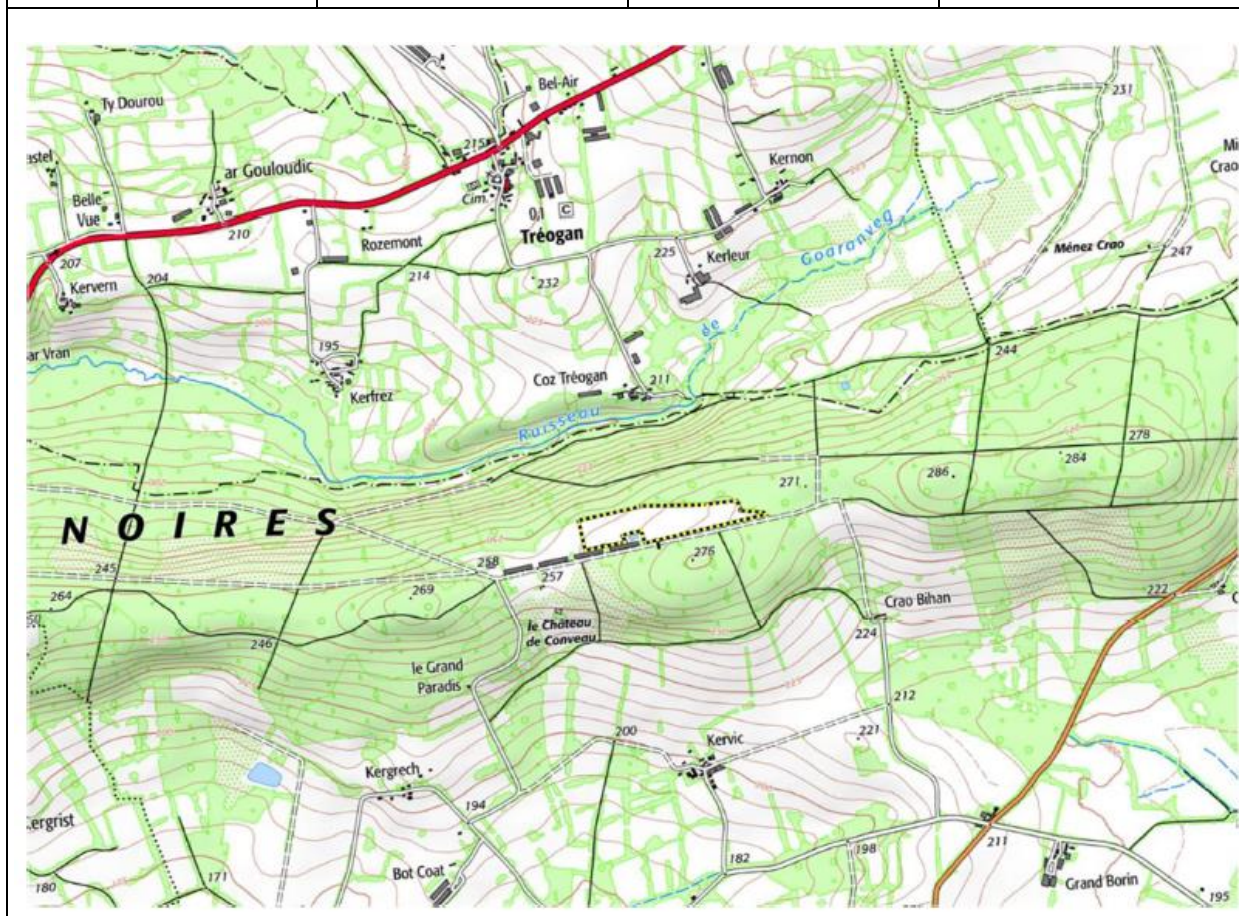 Bel-Air
231
Ty Dourou
215
Kernon
Mi
Crao
astel
ar Gouloudic
Cim.
Belle
Vue
0,1
C
Goaranveg
210
Rozemont
Tréogan
225
Kerleur
Ménez Crao
247
207
204
214
232
de
Kervern
ar Vran
195
244
Coz Tréogan
211
Kerfrez
Ruisseau
278
284
286
271
NOIRES
276
258
245
257
269
222
264
Crao Bihan
le Château
de Conveau
224
246
le Grand
Paradis
212
200
221
Kervic
Kergrech
194
ergrist
211
198
182
Bot Coat
180
171
Grand Borin
195